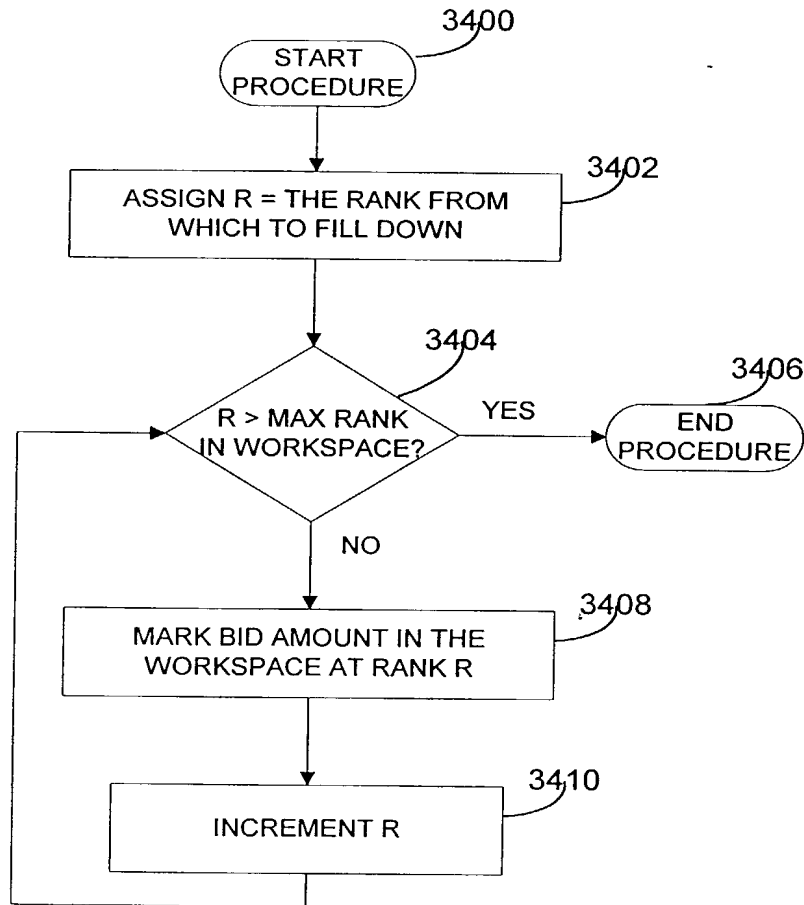 3400
START
PROCEDURE
3402
ASSIGN R = THE RANK FROM
WHICH TO FILL DOWN
3404
R > MAX RANK
IN WORKSPACE?
YES
3406
END
PROCEDURE
NO
3408
MARK BID AMOUNT IN THE
WORKSPACE AT RANK R
3410
INCREMENT R